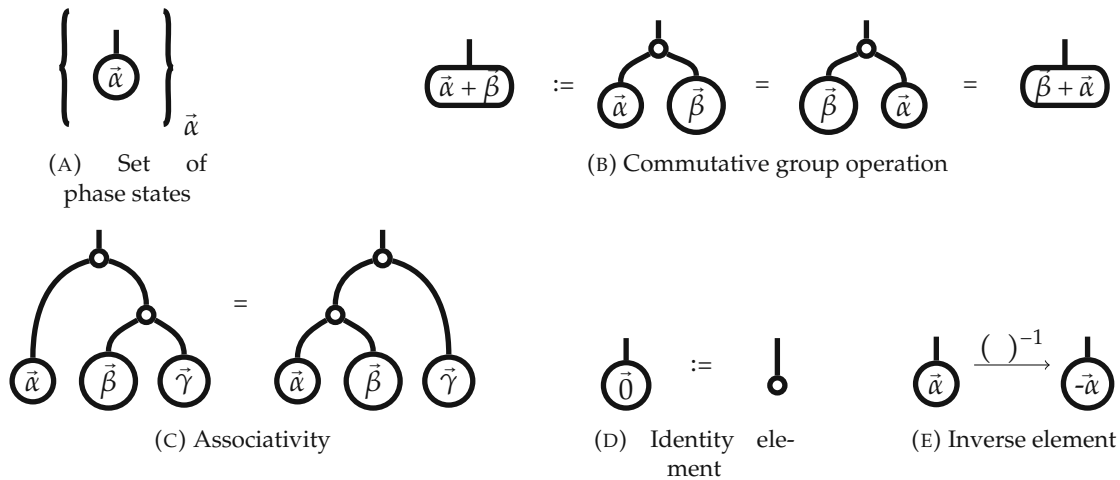 { α⃗ }α⃗
(A) Set of
phase states
α⃗ + β⃗ := α⃗ β⃗ = β⃗ α⃗ = β⃗ + α⃗
(B) Commutative group operation
α⃗ β⃗ γ⃗ = α⃗ β⃗ γ⃗
(C) Associativity
0⃗ :=
(D) Identity ele-
ment
α⃗ ( )⁻¹ -α⃗
(E) Inverse element